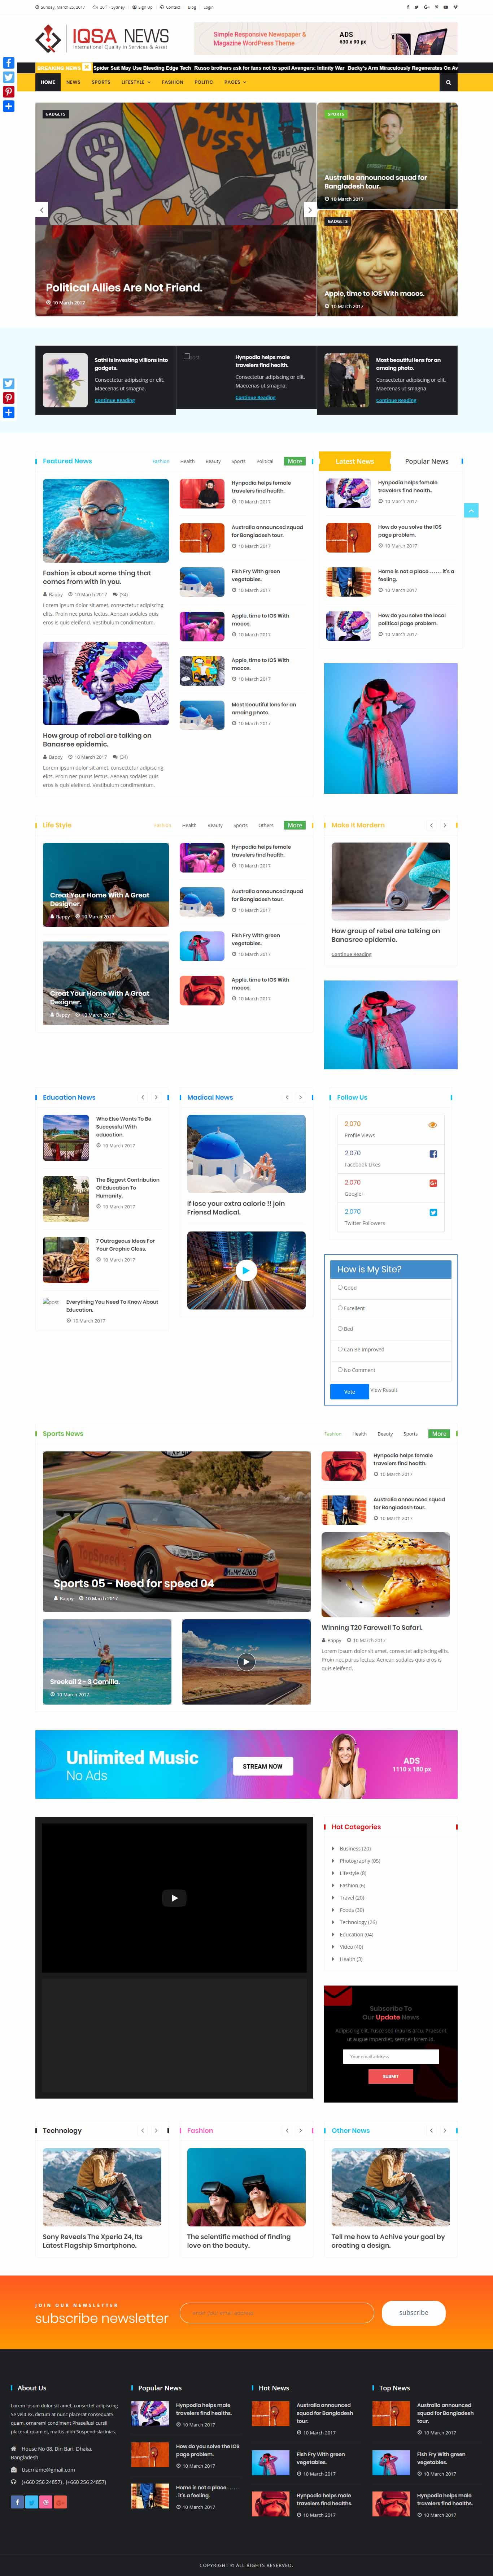 Sunday, March 25, 2017
20° - Sydney
Sign Up
Contact
Blog
Login
IQSA NEWS
International Quality in Services & Asset
Simple Responsive Newspaper &
Magazine WordPress Theme
ADS
630 x 90 px
BREAKING NEWS
Spider Suit May Use Bleeding Edge Tech
Russo brothers ask for fans not to spoil Avengers: Infinity War
Bucky's Arm Miraculously Regenerates On Av
HOME
NEWS
SPORTS
LIFESTYLE
FASHION
POLITIC
PAGES
GADGETS
Political Allies Are Not Friend.
10 March 2017
SPORTS
Australia announced squad for
Bangladesh tour.
10 March 2017
GADGETS
Apple, time to IOS With macos.
10 March 2017
Sathi is investing villions into
gadgets.
Consectetur adipiscing or elit.
Maecenas ut smagna.
Continue Reading
Hynpodia helps male
travelers find health.
Consectetur adipiscing or elit.
Maecenas ut smagna.
Continue Reading
Most beautiful lens for an
amaing photo.
Consectetur adipiscing or elit.
Maecenas ut smagna.
Continue Reading
Featured News
Fashion
Health
Beauty
Sports
Political
More
Fashion is about some thing that
comes from with in you.
Bappy
10 March 2017
(34)
Lorem ipsum dolor sit amet, consectetur adipiscing
elits. Proin nec purus lectus. Aenean sodales quis
eros is quis eleifend. Vestibulum condimentum.
How group of rebel are talking on
Banasree epidemic.
Bappy
10 March 2017
(34)
Lorem ipsum dolor sit amet, consectetur adipiscing
elits. Proin nec purus lectus. Aenean sodales quis
eros is quis eleifend. Vestibulum condimentum.
Hynpodia helps female
travelers find health.
10 March 2017
Australia announced squad
for Bangladesh tour.
10 March 2017
Fish Fry With green
vegetables.
10 March 2017
Apple, time to IOS With
macos.
10 March 2017
Apple, time to IOS With
macos.
10 March 2017
Most beautiful lens for an
amaing photo.
10 March 2017
Latest News
Popular News
Hynpodia helps female
travelers find health.
10 March 2017
How do you solve the IOS
page problem.
10 March 2017
Home is not a place . . . . . . it's a
feeling.
10 March 2017
How do you solve the local
political page problem.
10 March 2017
Life Style
Fashion
Health
Beauty
Sports
Others
More
Creat Your Home With A Great
Designer.
Bappy
10 March 2017
Creat Your Home With A Great
Designer.
Bappy
10 March 2017
Hynpodia helps female
travelers find health.
10 March 2017
Australia announced squad
for Bangladesh tour.
10 March 2017
Fish Fry With green
vegetables.
10 March 2017
Apple, time to IOS With
macos.
10 March 2017
Make It Mordern
How group of rebel are talking on
Banasree epidemic.
Continue Reading
Education News
Who Else Wants To Be
Successful With
education.
10 March 2017
The Biggest Contribution
Of Education To
Humanity.
10 March 2017
7 Outrageous Ideas For
Your Graphic Class.
10 March 2017
post
Everything You Need To Know About
Education.
10 March 2017
Madical News
If lose your extra calorie !! join
Friensd Madical.
Follow Us
2,070
Profile Views
2,070
Facebook Likes
2,070
Google+
2,070
Twitter Followers
How is My Site?
Good
Excellent
Bed
Can Be Improved
No Comment
Vote
View Result
Sports News
Fashion
Health
Beauty
Sports
More
Sports 05 - Need for speed 04
Bappy
10 March 2017
Sreekail 2 - 3 Comilla.
10 March 2017
Hynpodia helps female
travelers find health.
10 March 2017
Australia announced squad
for Bangladesh tour.
10 March 2017
Winning T20 Farewell To Safari.
Bappy
10 March 2017
Lorem ipsum dolor sit amet, consectet adipiscing elits.
Proin nec purus lectus. Aenean sodales quis eros is
quis eleifend.
Unlimited Music
No Ads
STREAM NOW
ADS
1110 x 180 px
Hot Categories
Business (20)
Photography (05)
Lifestyle (8)
Fashion (6)
Travel (20)
Foods (30)
Technology (26)
Education (04)
Video (40)
Health (3)
Subscribe To
Our Update News
Adipiscing elit. Fusce sed mauris arcu. Praesent
ut augue imperdiet, semper lorem id.
Your email address
SUBMIT
Technology
Sony Reveals The Xperia Z4, Its
Latest Flagship Smartphone.
Fashion
The scientific method of finding
love on the beauty.
Other News
Tell me how to Achive your goal by
creating a design.
JOIN OUR NEWSLETTER
subscribe newsletter
subscribe
About Us
Lorem ipsum dolor sit amet, consectet adipiscing
Se velit ex, dictum at nunc placerat consequatS
quam, ornarem condiment Phasellusi cursii
placerat quam et, mattis nibh Suspendislacinias.
House No 08, Din Bari, Dhaka,
Bangladesh
Username@gmail.com
(+660 256 24857) , (+660 256 24857)
Popular News
Hynpodia helps male
travelers find healths.
10 March 2017
How do you solve the IOS
page problem.
10 March 2017
Home is not a place . . . . . .
. it's a feeling.
10 March 2017
Hot News
Australia announced
squad for Bangladesh
tour.
10 March 2017
Fish Fry With green
vegetables.
10 March 2017
Hynpodia helps male
travelers find healths.
10 March 2017
Top News
Australia announced
squad for Bangladesh
tour.
10 March 2017
Fish Fry With green
vegetables.
10 March 2017
Hynpodia helps male
travelers find healths.
10 March 2017
COPYRIGHT © ALL RIGHTS RESERVED.